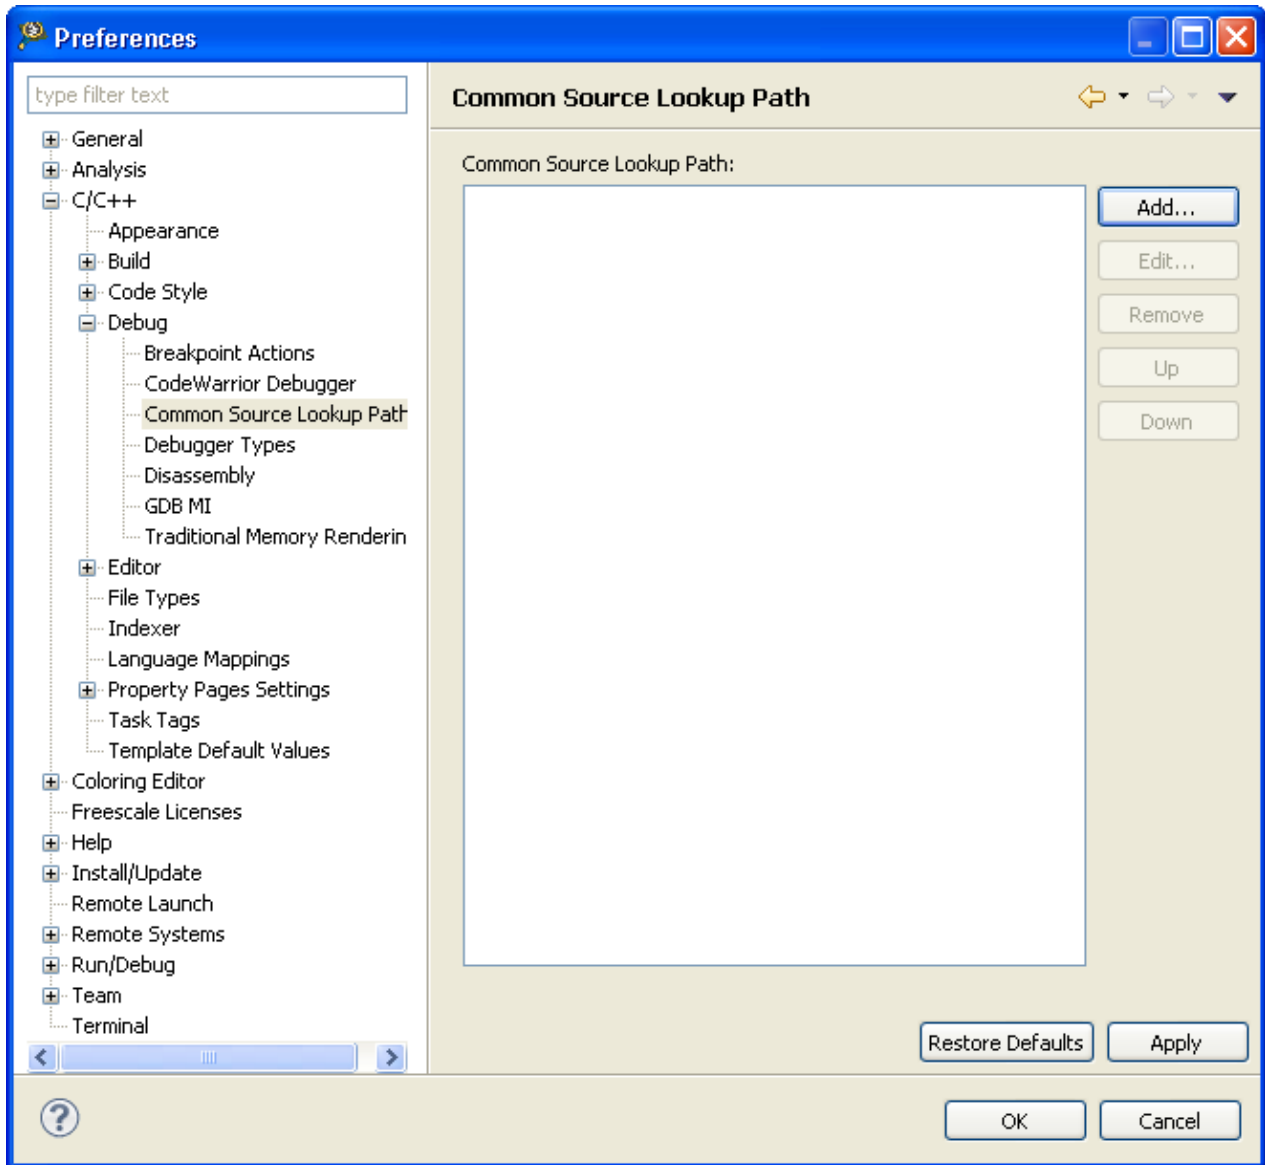 Preferences
type filter text
General
Analysis
C/C++
Appearance
Build
Code Style
Debug
Breakpoint Actions
CodeWarrior Debugger
Common Source Lookup Path
Debugger Types
Disassembly
GDB MI
Traditional Memory Renderin
Editor
File Types
Indexer
Language Mappings
Property Pages Settings
Task Tags
Template Default Values
Coloring Editor
Freescale Licenses
Help
Install/Update
Remote Launch
Remote Systems
Run/Debug
Team
Terminal
Common Source Lookup Path
Common Source Lookup Path:
Add...
Edit...
Remove
Up
Down
Restore Defaults
Apply
OK
Cancel